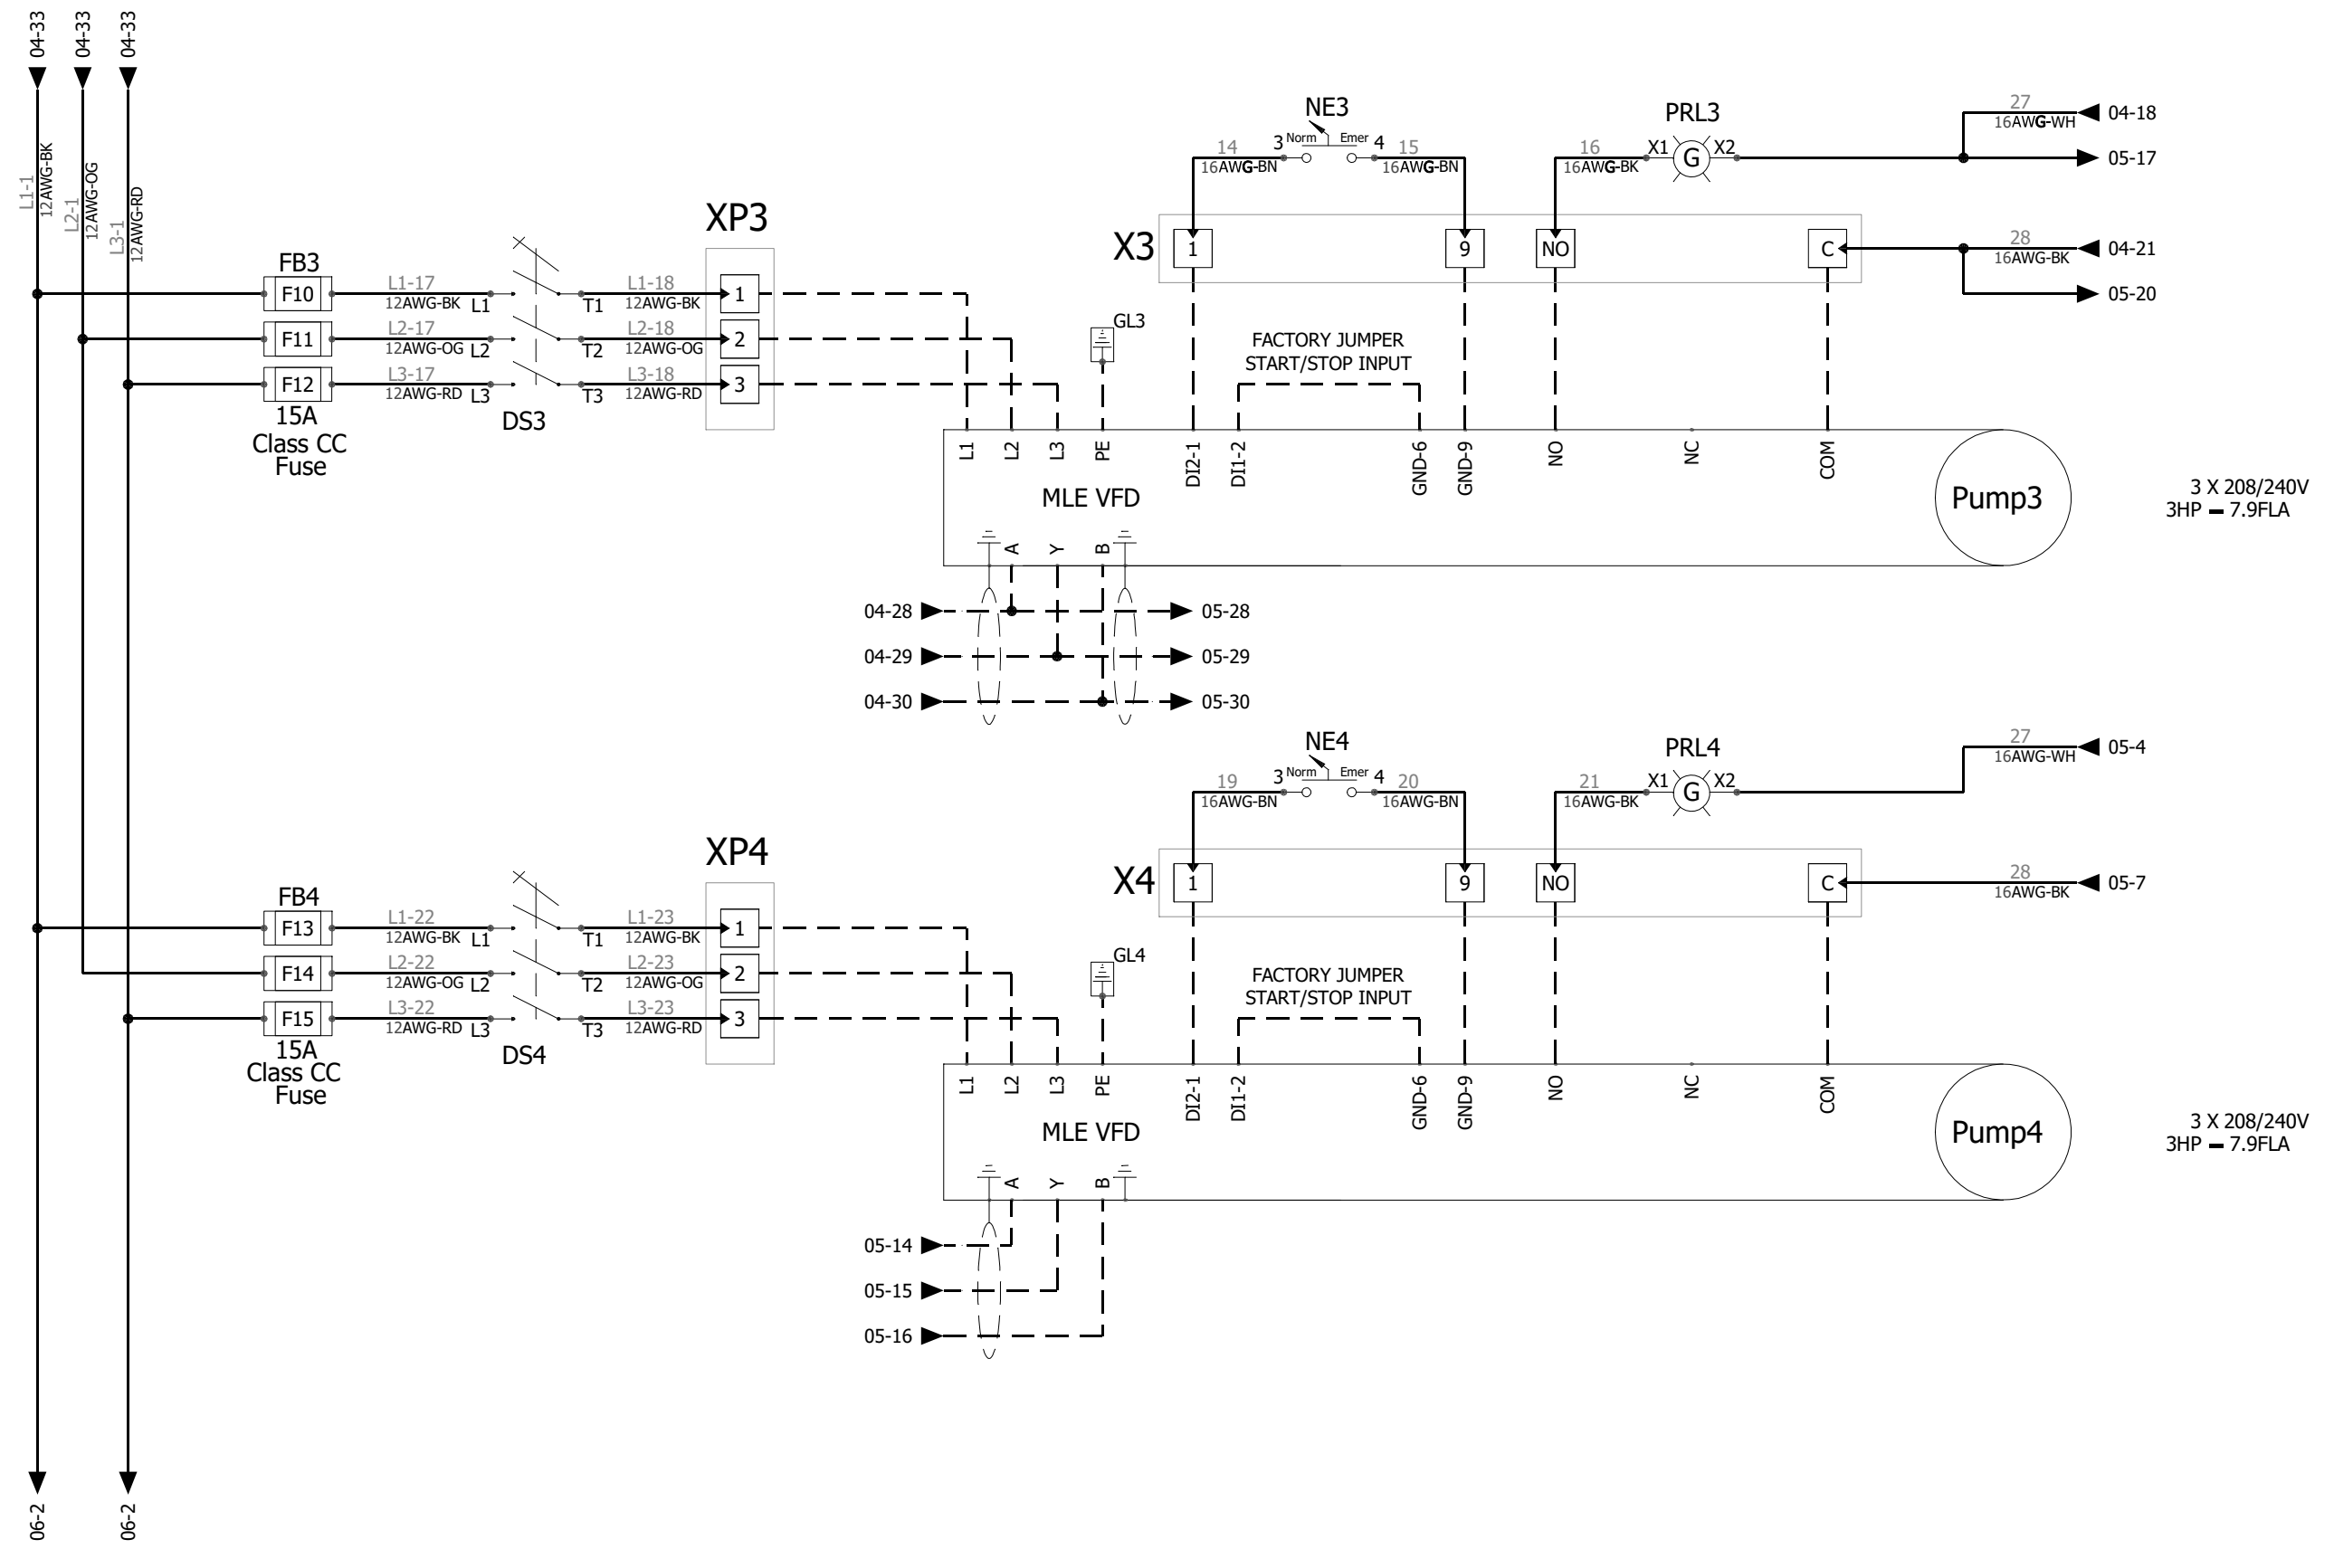 04-33
04-33
04-33
L1-1
12AWG-BK
L2-1
12AWG-OG
L3-1
12AWG-RD
NE3
PRL3
27
16AWG-WH
04-18
14
16AWG-BN
3
Norm
Emer
4
15
16AWG-BN
16
16AWG-BK
X1
G
X2
05-17
XP3
X3
1
9
NO
C
28
16AWG-BK
04-21
05-20
FB3
F10
L1-17
12AWG-BK
L1
T1
L1-18
12AWG-BK
1
F11
L2-17
12AWG-OG
L2
T2
L2-18
12AWG-OG
2
F12
L3-17
12AWG-RD
L3
T3
L3-18
12AWG-RD
3
15A
Class CC
Fuse
DS3
GL3
FACTORY JUMPER
START/STOP INPUT
L1
L2
L3
PE
DI2-1
DI1-2
GND-6
GND-9
NO
NC
COM
MLE VFD
Pump3
3 X 208/240V
3HP - 7.9FLA
A
Y
B
04-28
05-28
04-29
05-29
04-30
05-30
NE4
PRL4
27
16AWG-WH
05-4
19
16AWG-BN
3
Norm
Emer
4
20
16AWG-BN
21
16AWG-BK
X1
G
X2
XP4
X4
1
9
NO
C
28
16AWG-BK
05-7
FB4
F13
L1-22
12AWG-BK
L1
T1
L1-23
12AWG-BK
1
F14
L2-22
12AWG-OG
L2
T2
L2-23
12AWG-OG
2
F15
L3-22
12AWG-RD
L3
T3
L3-23
12AWG-RD
3
15A
Class CC
Fuse
DS4
GL4
FACTORY JUMPER
START/STOP INPUT
L1
L2
L3
PE
DI2-1
DI1-2
GND-6
GND-9
NO
NC
COM
MLE VFD
Pump4
3 X 208/240V
3HP - 7.9FLA
A
Y
B
05-14
05-15
05-16
06-2
06-2